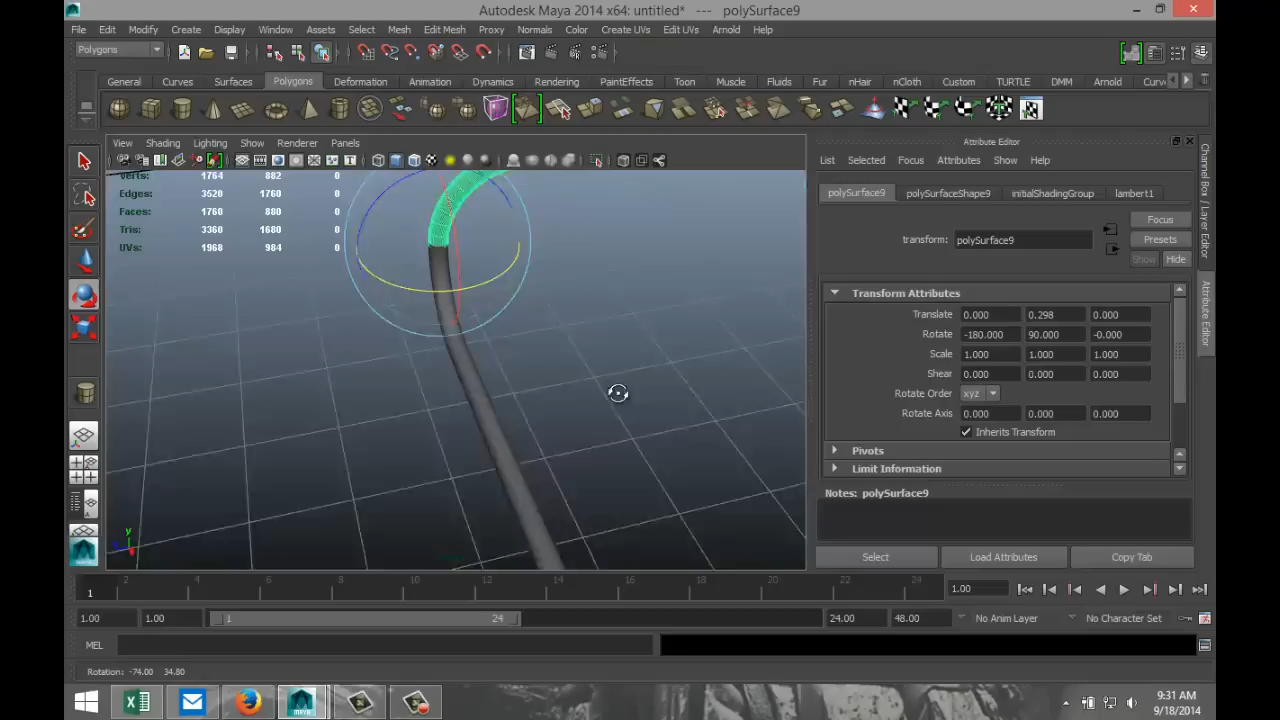 Autodesk Maya 2014 x64: untitled* --- polySurface9
File Edit Modify Create Display Window Assets Select Mesh Edit Mesh Proxy Normals Color Create UVs Edit UVs Arnold Help
Polygons
General Curves Surfaces Polygons Deformation Animation Dynamics Rendering PaintEffects Toon Muscle Fluids Fur nHair nCloth Custom TURTLE DMM Arnold Curv
View Shading Lighting Show Renderer Panels
Attribute Editor
List Selected Focus Attributes Show Help
Verts: 1764 882 0
Edges: 3520 1760 0
Faces: 1760 880 0
Tris: 3360 1680 0
UVs: 1968 984 0
polySurface9 polySurfaceShape9 initialShadingGroup lambert1
Focus
transform: polySurface9
Presets
Show Hide
Transform Attributes
Translate 0.000 0.298 0.000
Rotate -180.000 90.000 -0.000
Scale 1.000 1.000 1.000
Shear 0.000 0.000 0.000
Rotate Order xyz
Rotate Axis 0.000 0.000 0.000
Inherits Transform
Pivots
Limit Information
Notes: polySurface9
Select Load Attributes Copy Tab
Channel Box / Layer Editor
Attribute Editor
y
2 4 6 8 10 12 14 16 18 20 22 24
1
1.00
1.00 1.00 1 24 24.00 48.00 No Anim Layer No Character Set
MEL
Rotation: -74.00 34.80
9:31 AM
9/18/2014